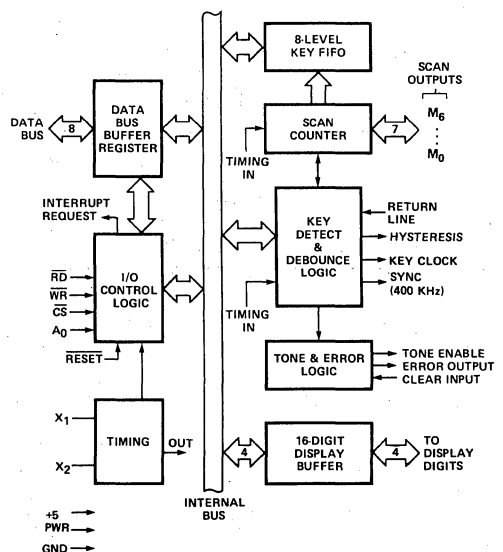 8-LEVEL
KEY FIFO
SCAN
OUTPUTS
M6
M0
SCAN
COUNTER
7
TIMING
IN
DATA
BUS
BUFFER
REGISTER
DATA
BUS
8
INTERRUPT
REQUEST
I/O
CONTROL
LOGIC
RD
WR
CS
A0
RESET
KEY
DETECT
&
DEBOUNCE
LOGIC
RETURN
LINE
HYSTERESIS
KEY CLOCK
SYNC
(400 KHz)
TIMING
IN
TONE & ERROR
LOGIC
TONE ENABLE
ERROR OUTPUT
CLEAR INPUT
X1
X2
TIMING
OUT
4
16-DIGIT
DISPLAY
BUFFER
4
TO
DISPLAY
DIGITS
INTERNAL
BUS
+5
PWR
GND